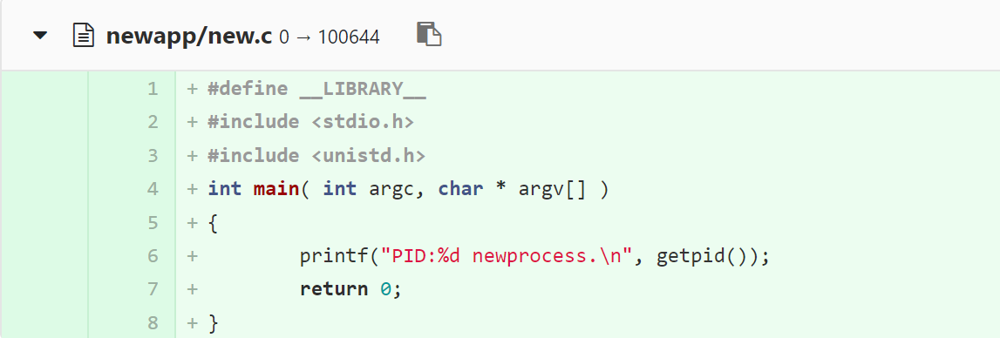 newapp/new.c 0 → 100644
1 + #define __LIBRARY__
2 + #include <stdio.h>
3 + #include <unistd.h>
4 + int main( int argc, char * argv[] )
5 + {
6 +         printf("PID:%d newprocess.\n", getpid());
7 +         return 0;
8 + }